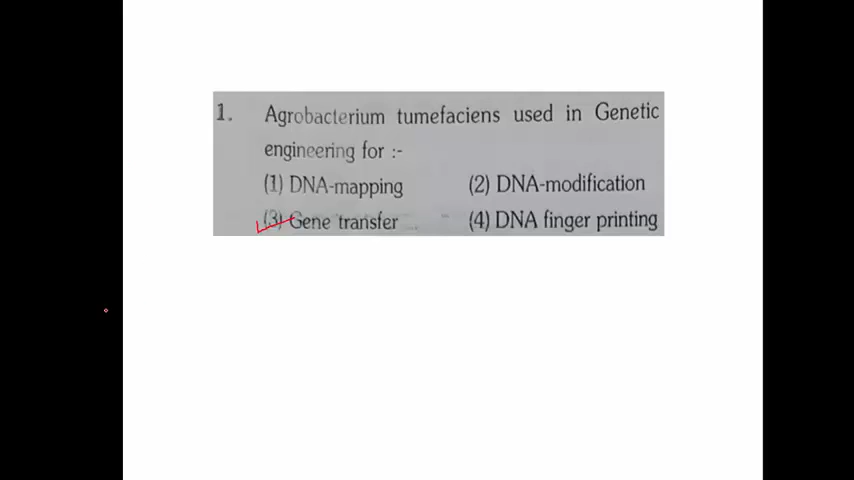 1. Agrobacterium tumefaciens used in Genetic
engineering for :-
(1) DNA-mapping (2) DNA-modification
(3) Gene transfer (4) DNA finger printing